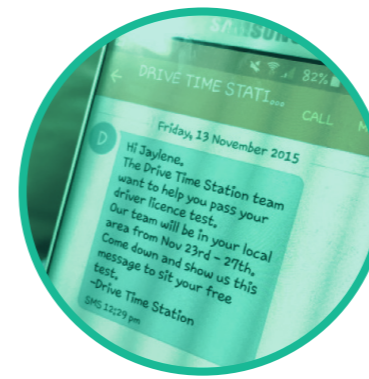 SAMSUNG
82%
DRIVE TIME STATI...
CALL
Friday, 13 November 2015
D
Hi Jaylene,
The Drive Time Station team
want to help you pass your
driver licence test.
Our team will be in your local
area from Nov 23rd - 27th.
Come down and show us this
message to sit your free
test.
-Drive Time Station
SMS 12:29 pm